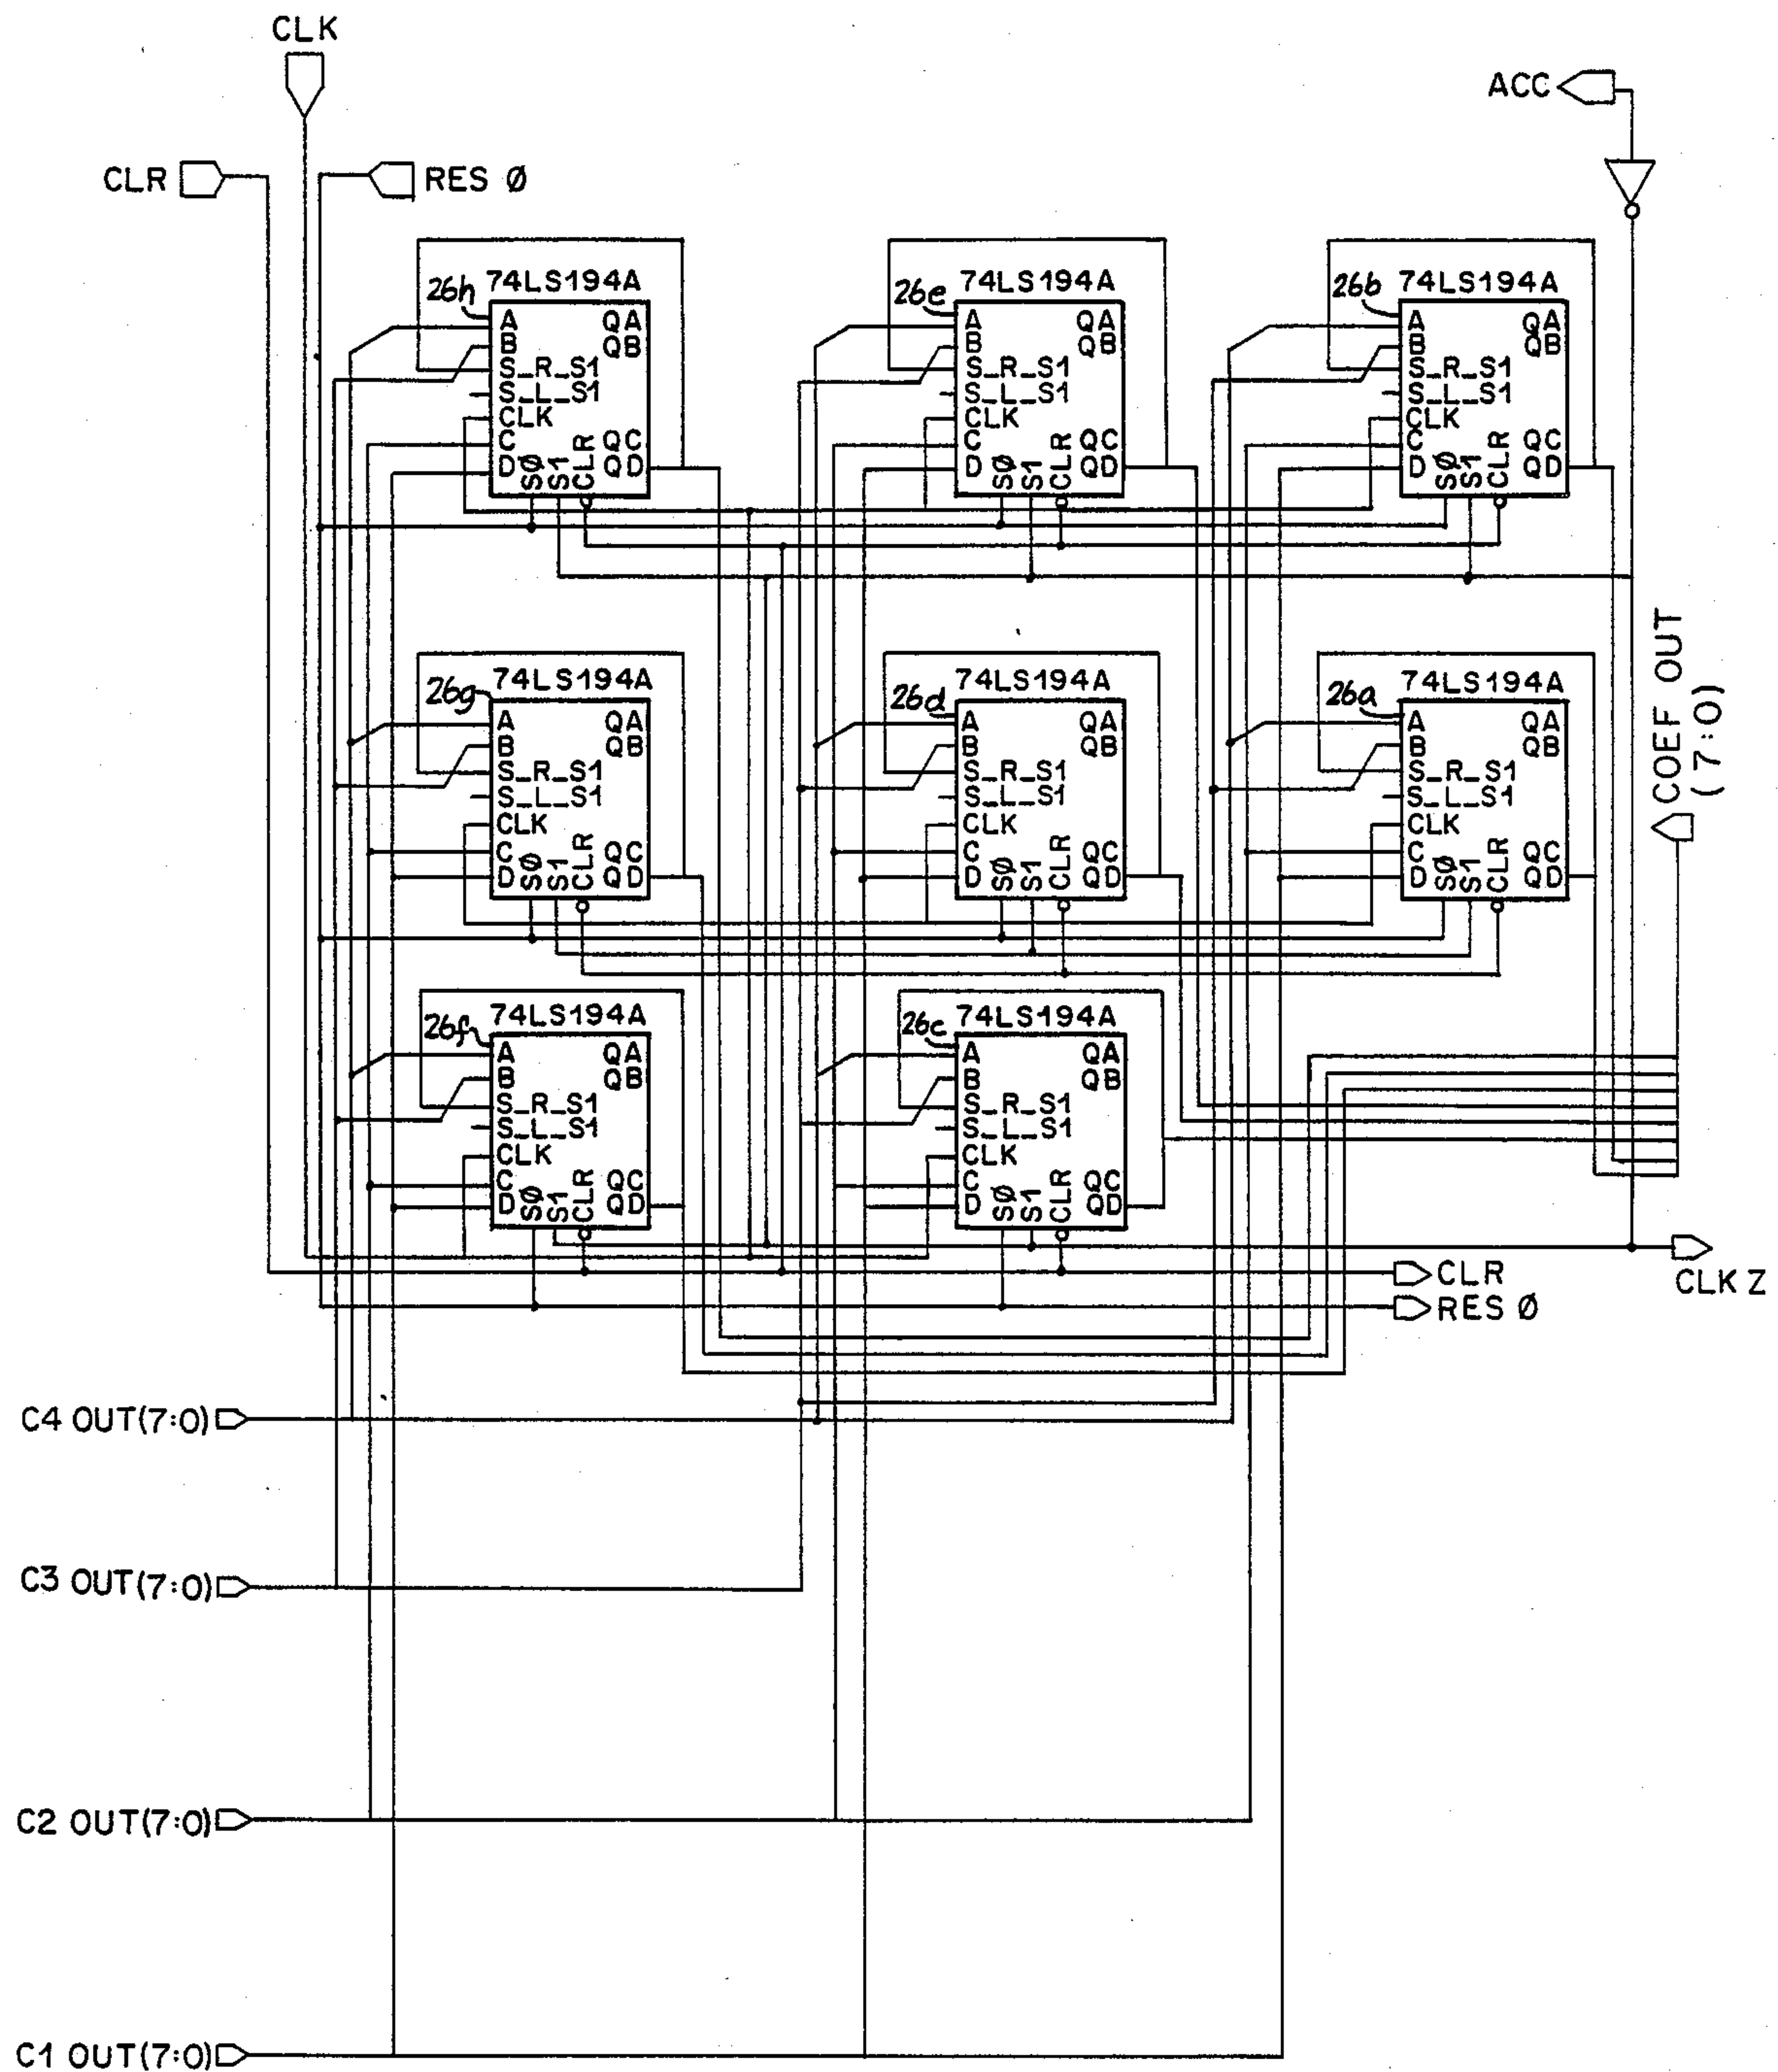 CLK
ACC
CLR
RES Ø
26h 74LS194A
A QA
B QB
S_R_S1
S_L_S1
CLK
C QC
D SØ S1 CLR QD
26e 74LS194A
A QA
B QB
S_R_S1
S_L_S1
CLK
C QC
D SØ S1 CLR QD
26b 74LS194A
A QA
B QB
S_R_S1
S_L_S1
CLK
C QC
D SØ S1 CLR QD
COEF OUT
(7:0)
26g 74LS194A
A QA
B QB
S_R_S1
S_L_S1
CLK
C QC
D SØ S1 CLR QD
26d 74LS194A
A QA
B QB
S_R_S1
S_L_S1
CLK
C QC
D SØ S1 CLR QD
26a 74LS194A
A QA
B QB
S_R_S1
S_L_S1
CLK
C QC
D SØ S1 CLR QD
26f 74LS194A
A QA
B QB
S_R_S1
S_L_S1
CLK
C QC
D SØ S1 CLR QD
26c 74LS194A
A QA
B QB
S_R_S1
S_L_S1
CLK
C QC
D SØ S1 CLR QD
CLR
RES Ø
CLK Z
C4 OUT(7:0)
C3 OUT(7:0)
C2 OUT(7:0)
C1 OUT(7:0)